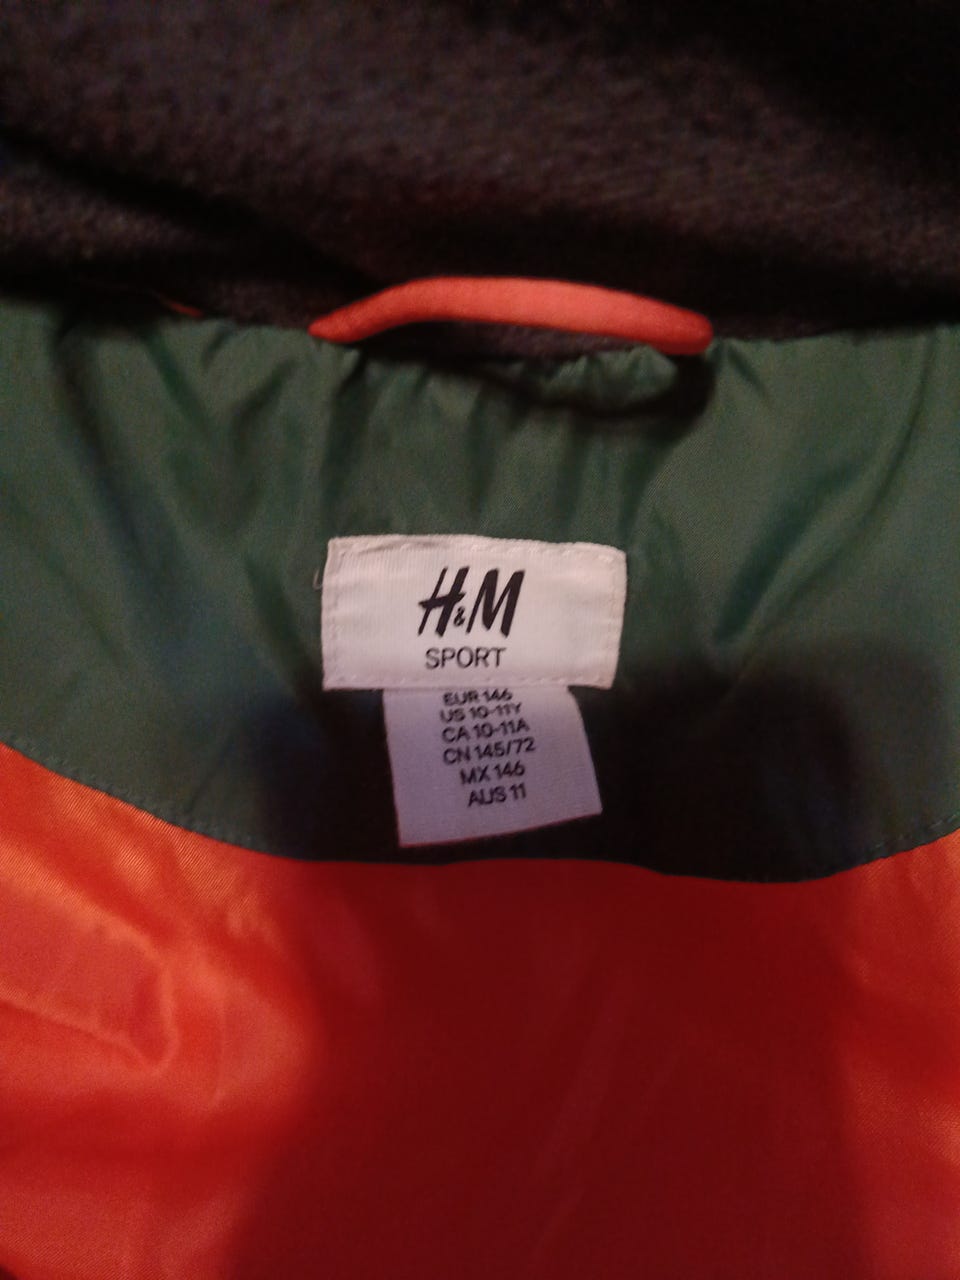 H&M
SPORT
EUR 146
US 10-11Y
CA 10-11A
CN 145/72
MX 146
AUS 11